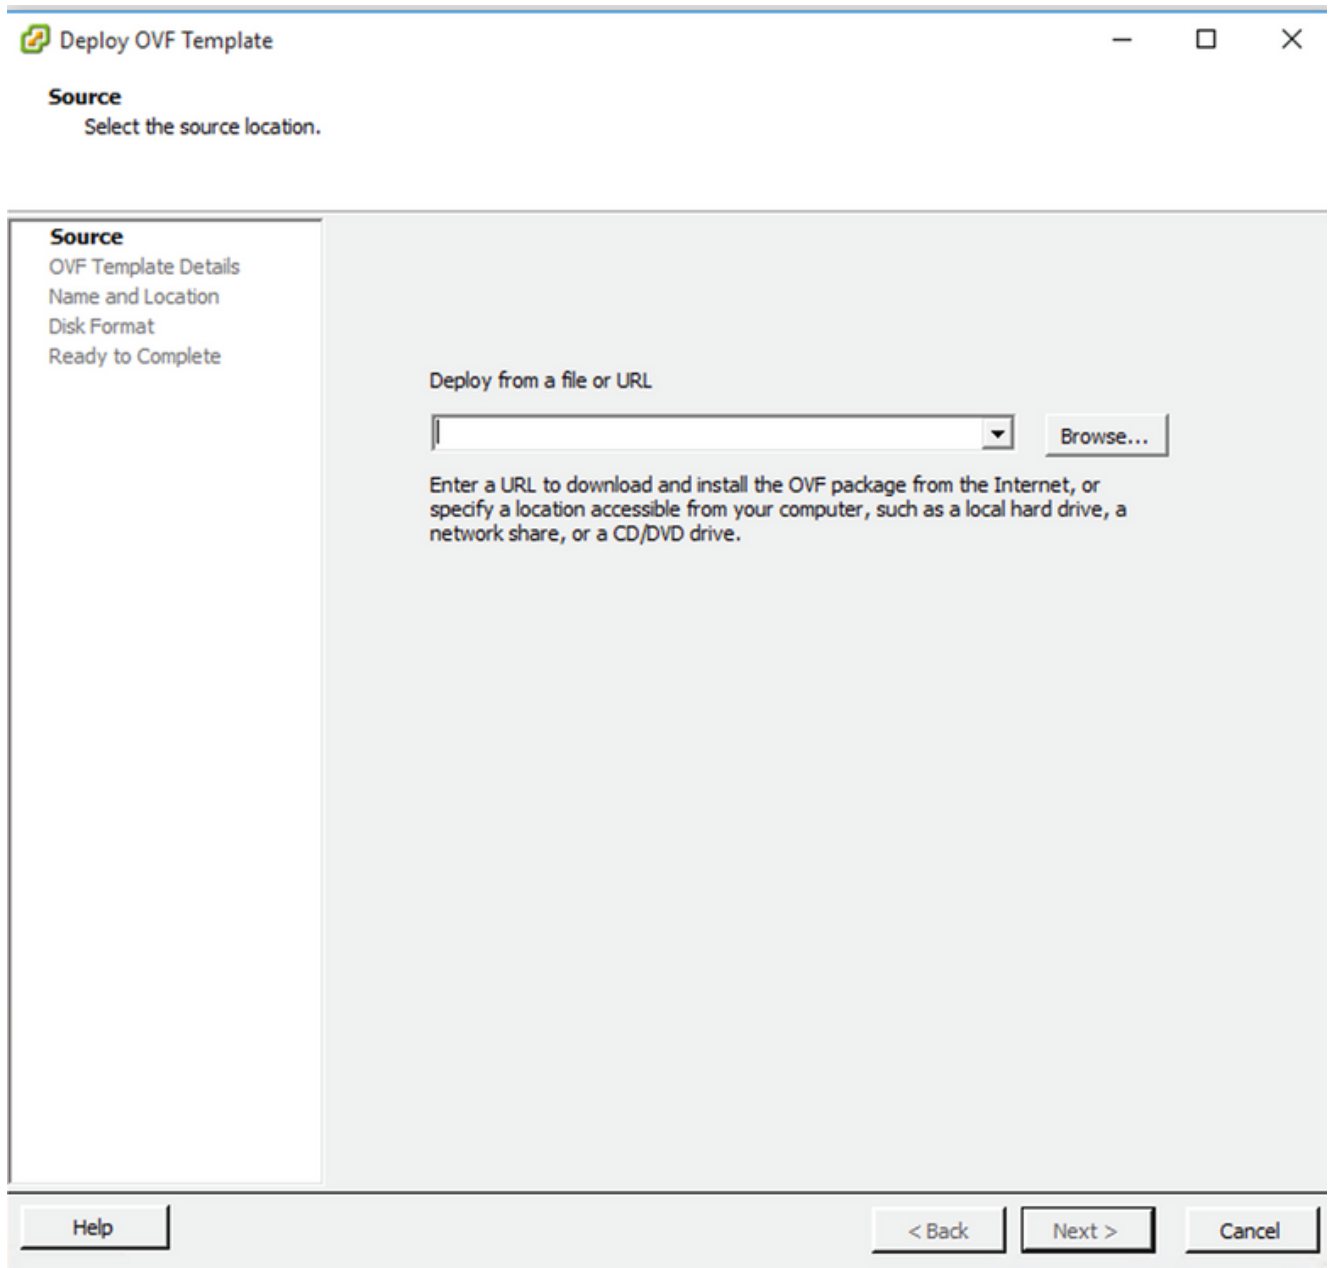 Deploy OVF Template
Source
Select the source location.
Source
OVF Template Details
Name and Location
Disk Format
Ready to Complete
Deploy from a file or URL
Browse...
Enter a URL to download and install the OVF package from the Internet, or
specify a location accessible from your computer, such as a local hard drive, a
network share, or a CD/DVD drive.
Help
< Back
Next >
Cancel